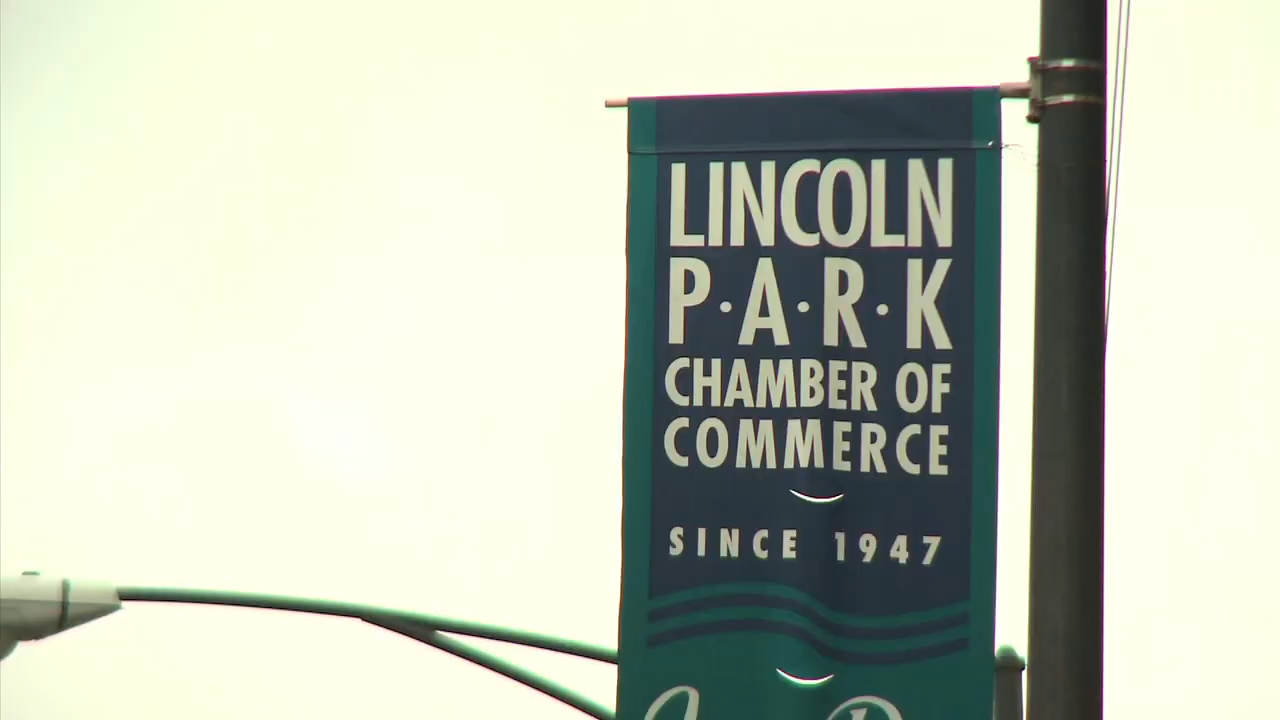 LINCOLN
P·A·R·K
CHAMBER OF
COMMERCE
SINCE 1947